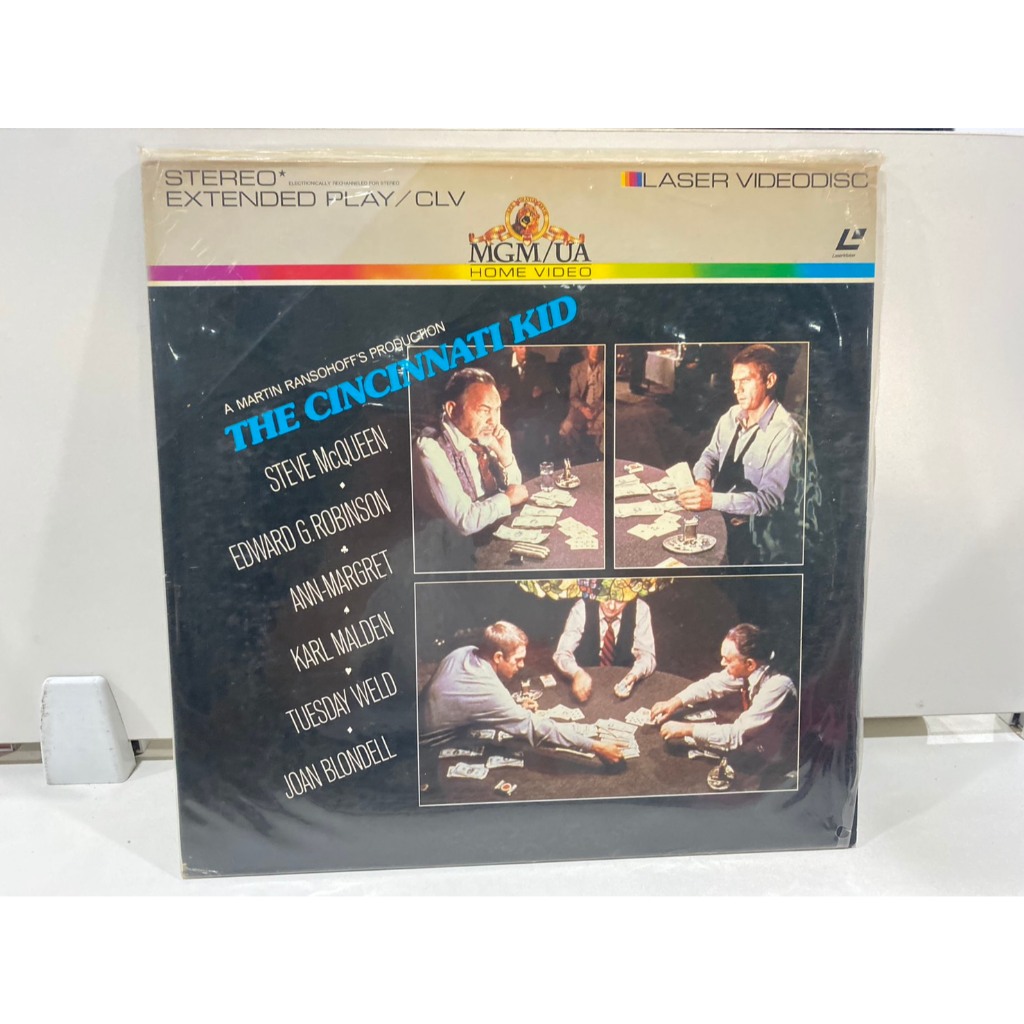 STEREO* ELECTRONICALLY RECHANNELED FOR STEREO
EXTENDED PLAY/CLV
LASER VIDEODISC
LaserVision
MGM/UA
HOME VIDEO
A MARTIN RANSOHOFF'S PRODUCTION
THE CINCINNATI KID
STEVE McQUEEN
EDWARD G. ROBINSON
ANN-MARGRET
KARL MALDEN
TUESDAY WELD
JOAN BLONDELL